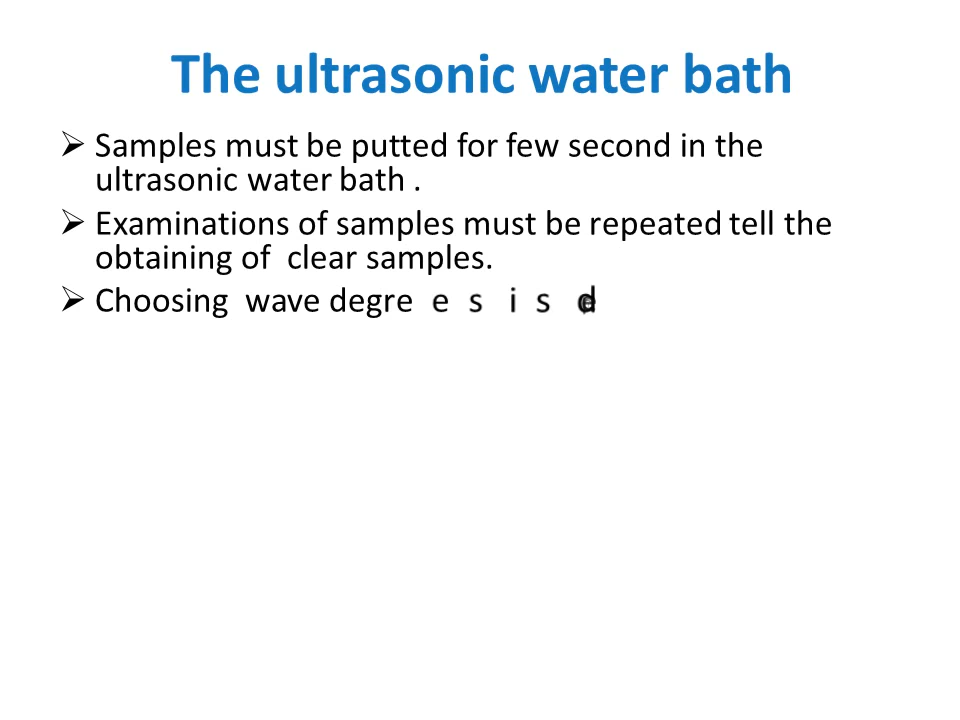 The ultrasonic water bath
➢ Samples must be putted for few second in the
ultrasonic water bath .
➢ Examinations of samples must be repeated tell the
obtaining of clear samples.
➢ Choosing wave degre e s i s